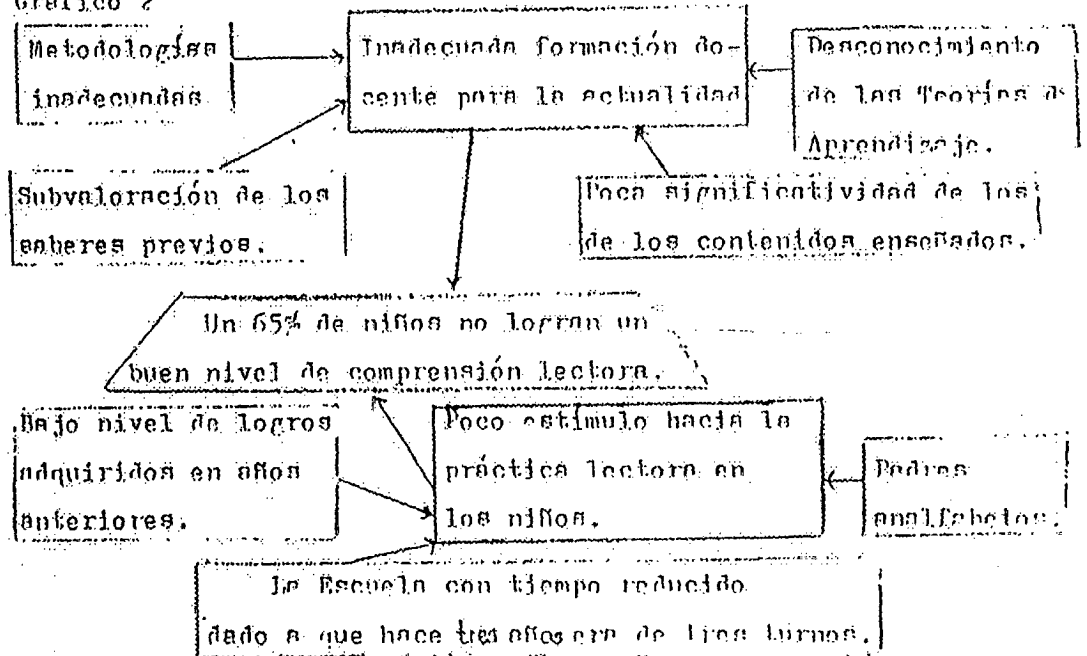 Gráfico 2
Metodologías
inadecuadas
Inadecuada formación do-
cente para la actualidad
Desconocimiento
de las Teorías de
Aprendizaje.
Subvaloración de los
saberes previos.
Poca significatividad de los
de los contenidos enseñados.
Un 65% de niños no logran un
buen nivel de comprensión lectora.
Bajo nivel de logros
adquiridos en años
anteriores.
Poco estímulo hacia la
práctica lectora en
los niños.
Padres
analfabetos.
La Escuela con tiempo reducido
dado a que hace tres años era de tres turnos.